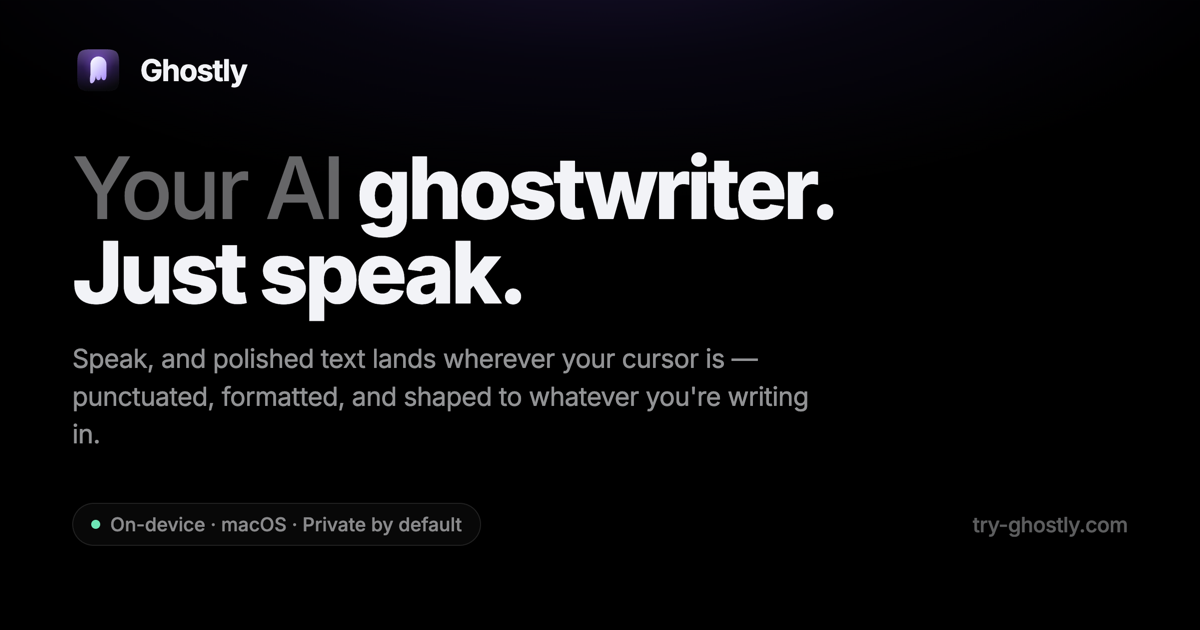 Ghostly
Your AI ghostwriter.
Just speak.
Speak, and polished text lands wherever your cursor is —
punctuated, formatted, and shaped to whatever you're writing
in.
On-device · macOS · Private by default
try-ghostly.com